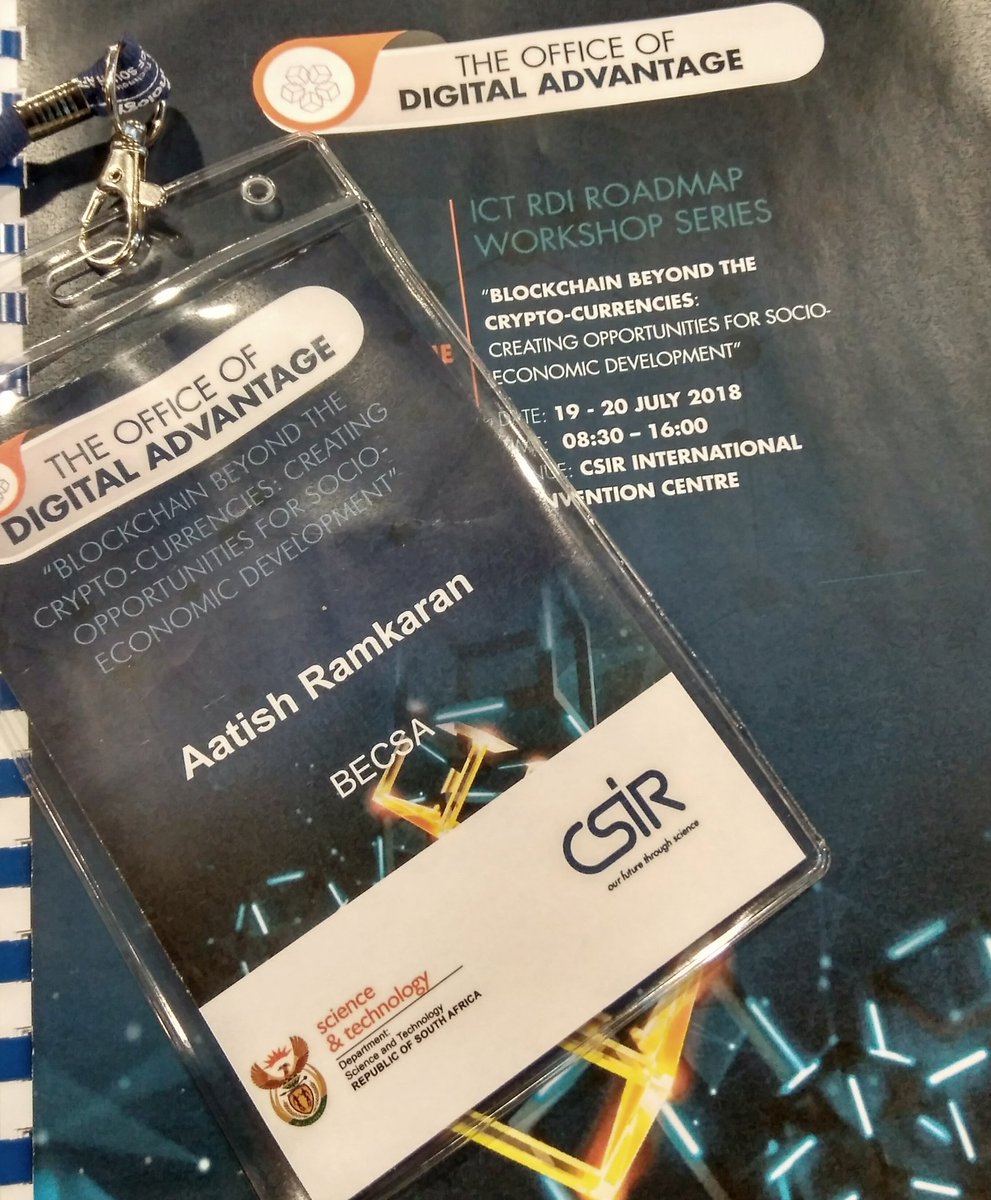 THE OFFICE OF
DIGITAL ADVANTAGE
ICT RDI ROADMAP
WORKSHOP SERIES
"BLOCKCHAIN BEYOND THE
CRYPTO-CURRENCIES:
CREATING OPPORTUNITIES FOR SOCIO-
ECONOMIC DEVELOPMENT"
19 - 20 JULY 2018
08:30 – 16:00
CSIR INTERNATIONAL
CENTRE
THE OFFICE OF
DIGITAL ADVANTAGE
"BLOCKCHAIN BEYOND THE
CRYPTO-CURRENCIES: CREATING
OPPORTUNITIES FOR SOCIO-
ECONOMIC DEVELOPMENT"
Aatish Ramkaran
BECSA
CSIR
our future through science
science
& technology
Department:
Science and Technology
REPUBLIC OF SOUTH AFRICA